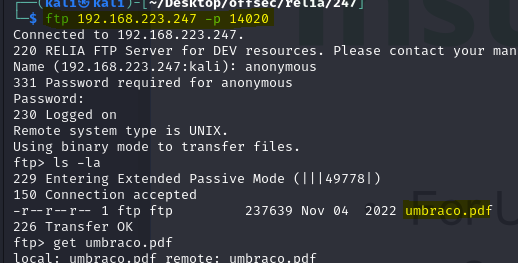 (kali㉿kali)-[~/Desktop/offsec/relia/247]
$ ftp 192.168.223.247 -p 14020
Connected to 192.168.223.247.
220 RELIA FTP Server for DEV resources. Please contact your man
Name (192.168.223.247:kali): anonymous
331 Password required for anonymous
Password:
230 Logged on
Remote system type is UNIX.
Using binary mode to transfer files.
ftp> ls -la
229 Entering Extended Passive Mode (|||49778|)
150 Connection accepted
-r--r--r-- 1 ftp ftp 237639 Nov 04 2022 umbraco.pdf
226 Transfer OK
ftp> get umbraco.pdf
local: umbraco.pdf remote: umbraco.pdf